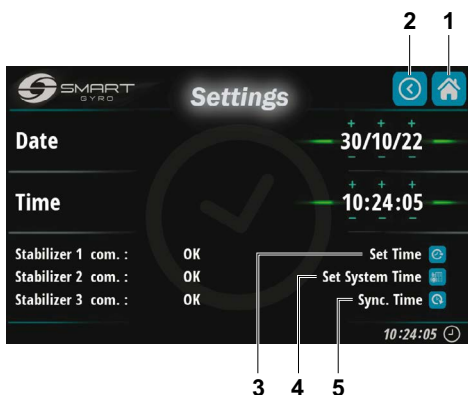 2 1
SMART
GYRO
Settings
+ + +
Date 30/10/22
- - -
+ + +
Time 10:24:05
- - -
Stabilizer 1 com. : OK Set Time
Stabilizer 2 com. : OK Set System Time
Stabilizer 3 com. : OK Sync. Time
10:24:05
3 4 5